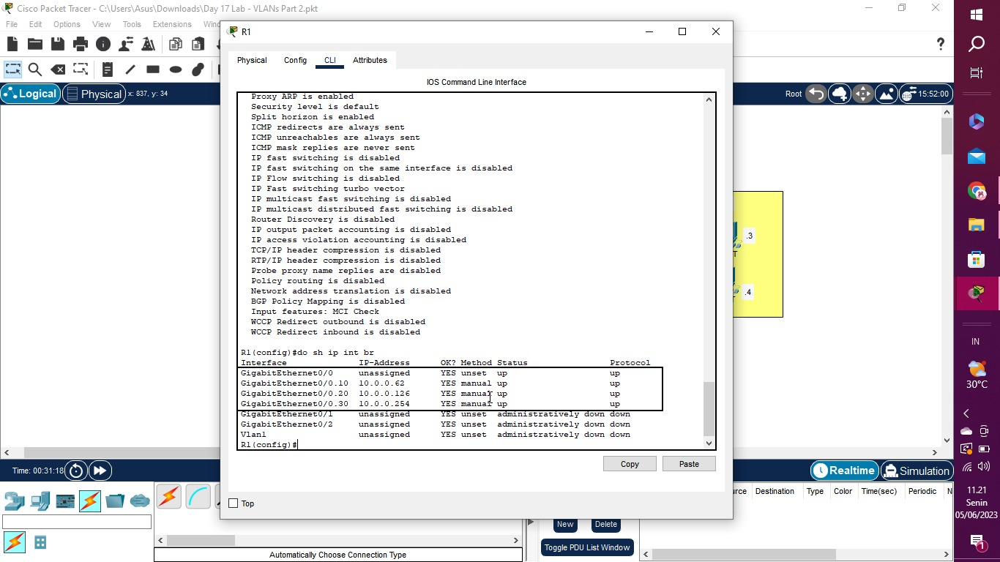 Cisco Packet Tracer - C:\Users\Asus\Downloads\Day 17 Lab - VLANs Part 2.pkt
File Edit Options View Tools Extensions
R1
Physical Config CLI Attributes
IOS Command Line Interface
Logical Physical x: 837, y: 34
Root 15:52:00
Proxy ARP is enabled
Security level is default
Split horizon is enabled
ICMP redirects are always sent
ICMP unreachables are always sent
ICMP mask replies are never sent
IP fast switching is disabled
IP fast switching on the same interface is disabled
IP Flow switching is disabled
IP Fast switching turbo vector
IP multicast fast switching is disabled
IP multicast distributed fast switching is disabled
Router Discovery is disabled
IP output packet accounting is disabled
IP access violation accounting is disabled
TCP/IP header compression is disabled
RTP/IP header compression is disabled
Probe proxy name replies are disabled
Policy routing is disabled
Network address translation is disabled
BGP Policy Mapping is disabled
Input features: MCI Check
WCCP Redirect outbound is disabled
WCCP Redirect inbound is disabled
R1(config)#do sh ip int br
Interface IP-Address OK? Method Status Protocol
GigabitEthernet0/0 unassigned YES unset up up
GigabitEthernet0/0.10 10.0.0.62 YES manual up up
GigabitEthernet0/0.20 10.0.0.126 YES manual up up
GigabitEthernet0/0.30 10.0.0.254 YES manual up up
GigabitEthernet0/1 unassigned YES unset administratively down down
GigabitEthernet0/2 unassigned YES unset administratively down down
Vlan1 unassigned YES unset administratively down down
R1(config)#
Copy Paste
Top
.3
T
.4
Time: 00:31:18
Realtime Simulation
Destination Type Color Time(sec) Periodic
New Delete
Toggle PDU List Window
Automatically Choose Connection Type
IN
30°C
11.21
Senin
05/06/2023
1